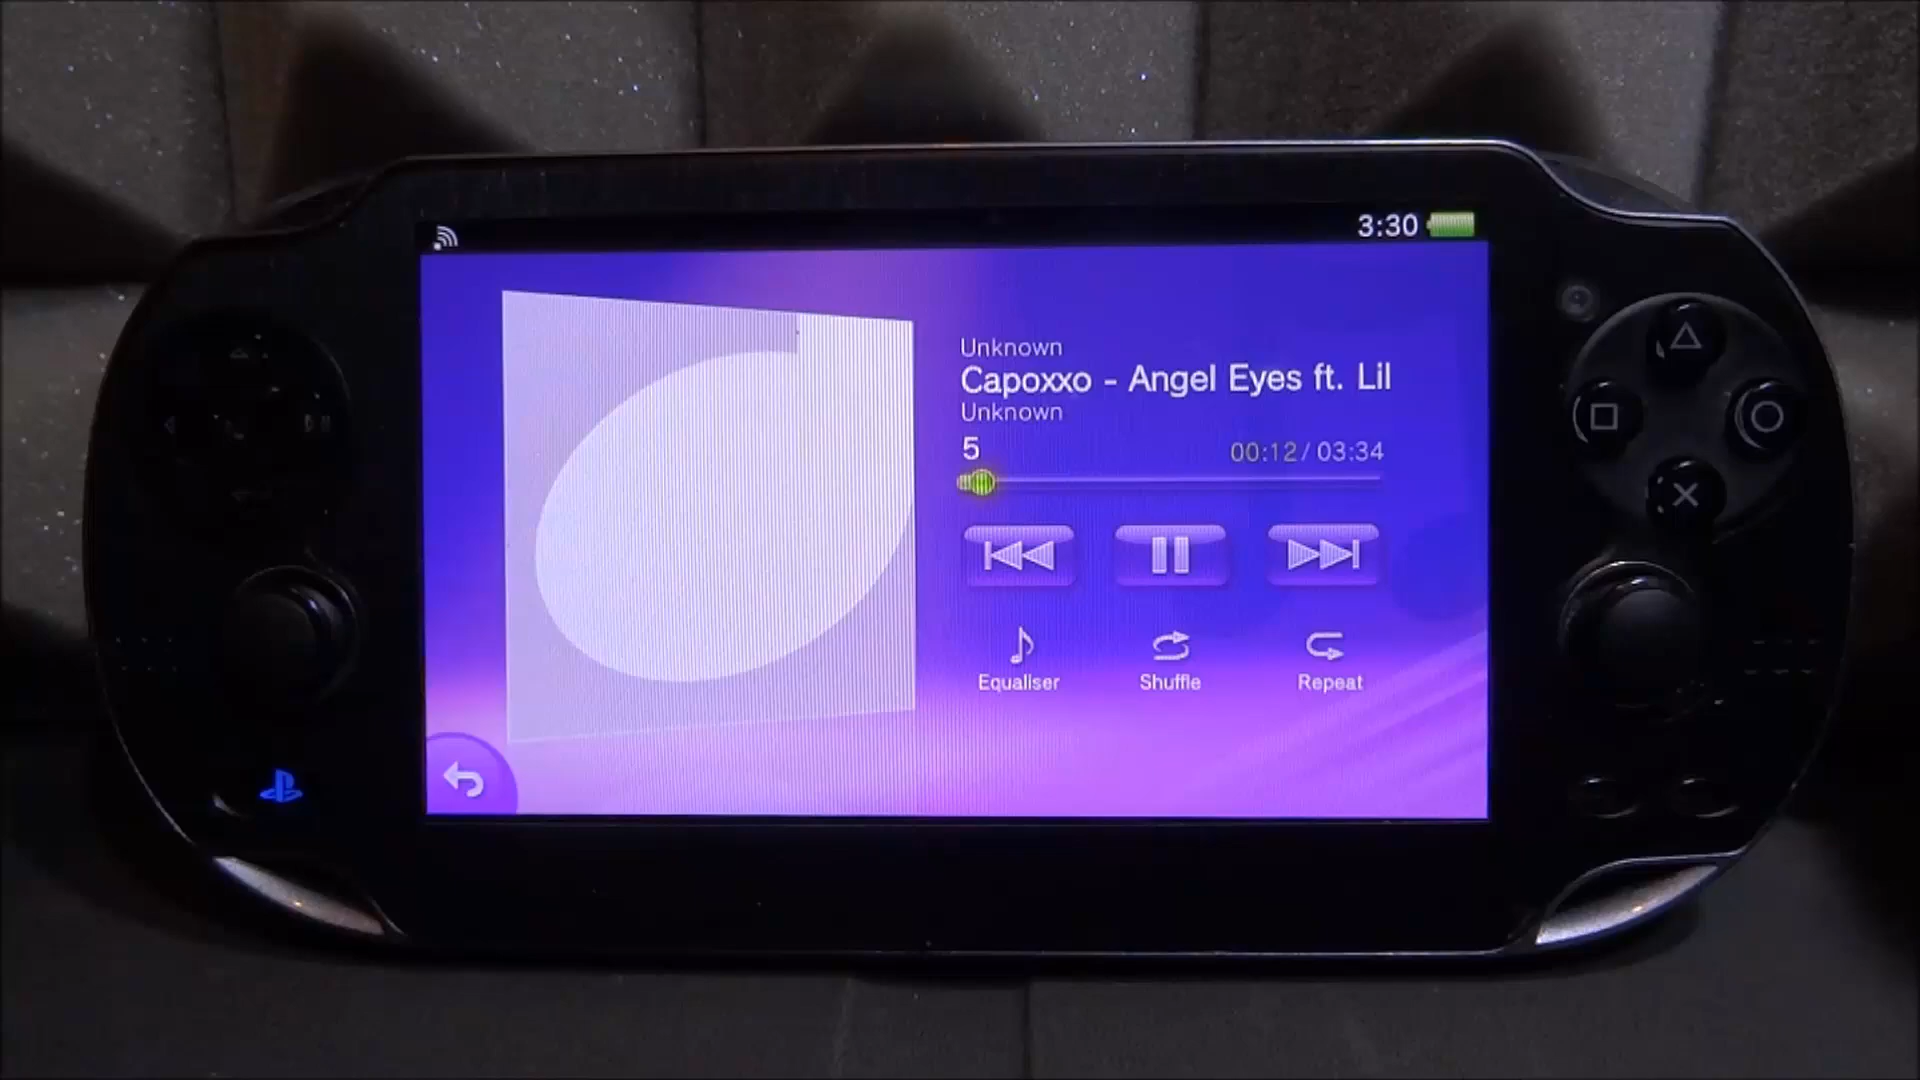 3:30
Unknown
Capoxxo - Angel Eyes ft. Lil
Unknown
5
00:12 / 03:34
Equaliser
Shuffle
Repeat